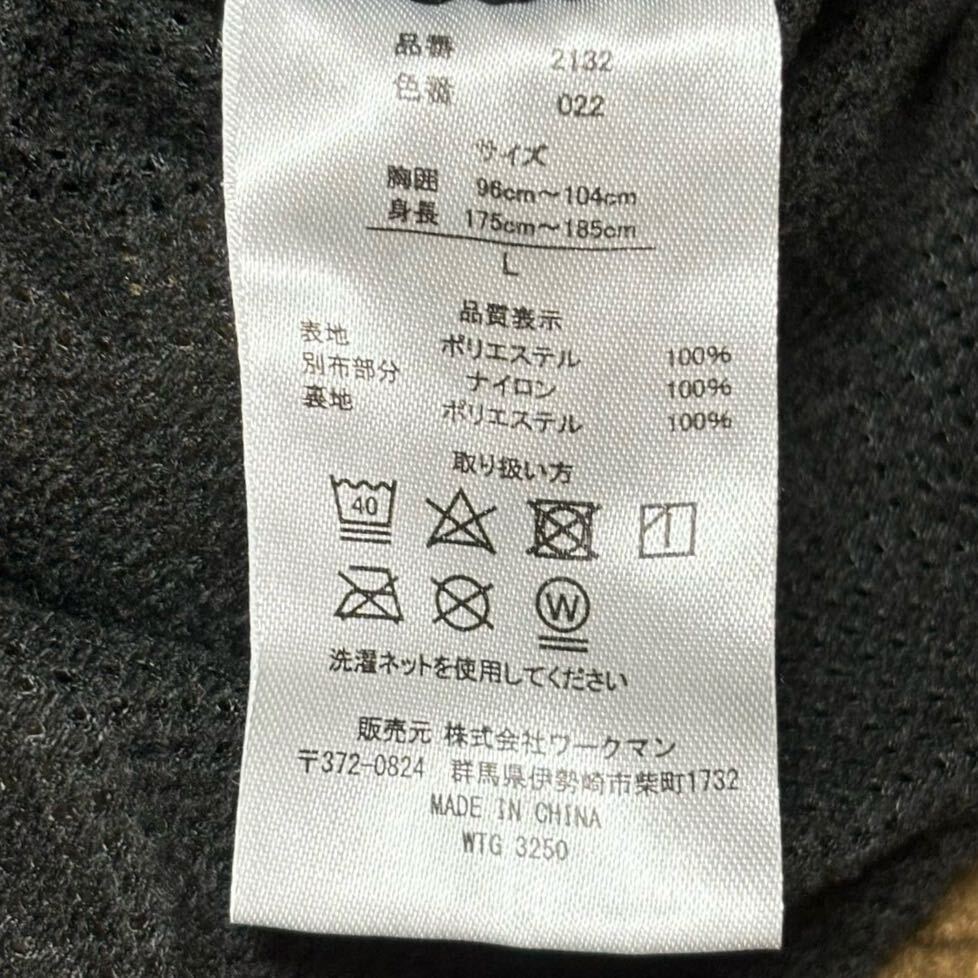 品番 2132
色番 022
サイズ
胸囲 96cm～104cm
身長 175cm～185cm
L
品質表示
表地 ポリエステル 100%
別布部分 ナイロン 100%
裏地 ポリエステル 100%
取り扱い方
40
W
洗濯ネットを使用してください
販売元 株式会社ワークマン
〒372-0824 群馬県伊勢崎市柴町1732
MADE IN CHINA
WTG 3250